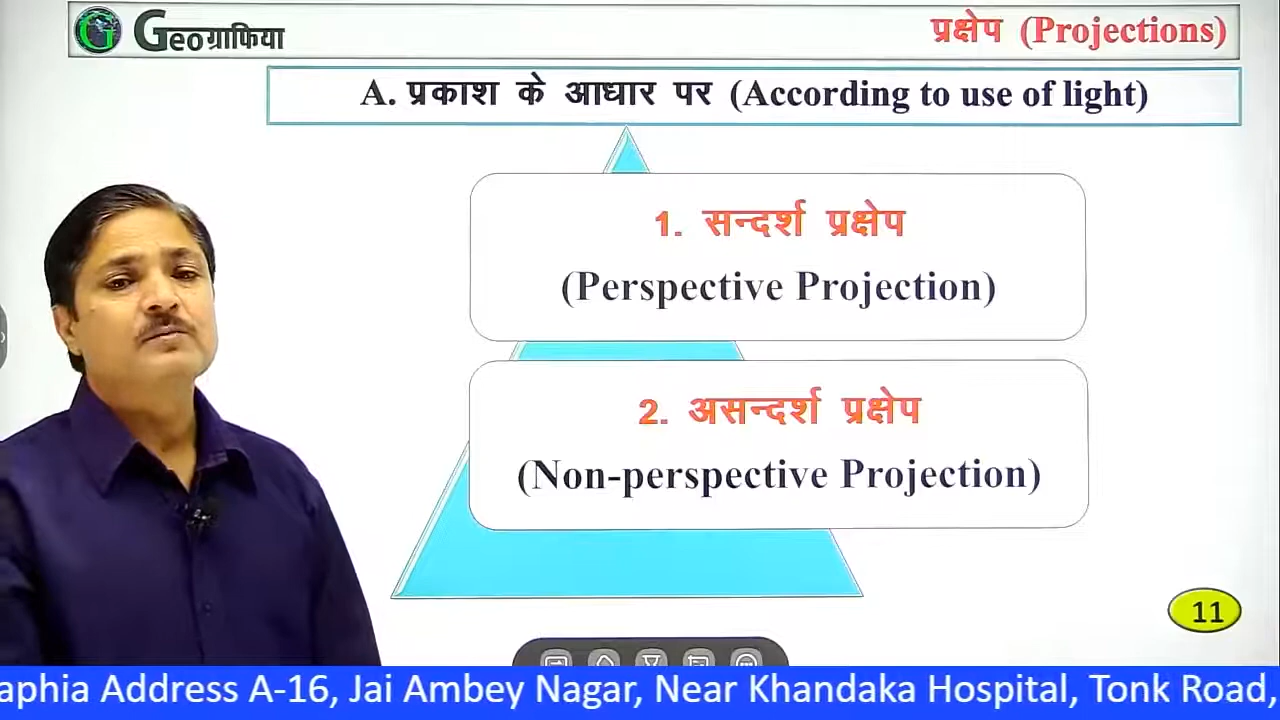 Geoग्राफिया
प्रक्षेप (Projections)
A. प्रकाश के आधार पर (According to use of light)
1. सन्दर्श प्रक्षेप
(Perspective Projection)
2. असन्दर्श प्रक्षेप
(Non-perspective Projection)
11
aphia Address A-16, Jai Ambey Nagar, Near Khandaka Hospital, Tonk Road,